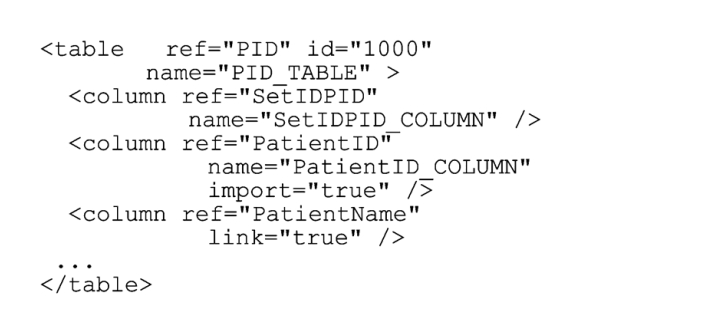 <table ref="PID" id="1000"
name="PID_TABLE" >
<column ref="SetIDPID"
name="SetIDPID_COLUMN" />
<column ref="PatientID"
name="PatientID_COLUMN"
import="true" />
<column ref="PatientName"
link="true" />
...
</table>